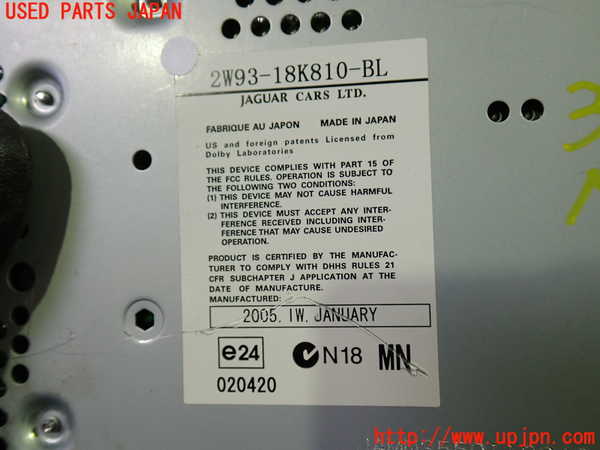 USED PARTS JAPAN
2W93-18K810-BL
JAGUAR CARS LTD.
FABRIQUE AU JAPON MADE IN JAPAN
US and foreign patents Licensed from
Dolby Laboratories
THIS DEVICE COMPLIES WITH PART 15 OF
THE FCC RULES. OPERATION IS SUBJECT TO
THE FOLLOWING TWO CONDITIONS:
(1) THIS DEVICE MAY NOT CAUSE HARMFUL
INTERFERENCE.
(2) THIS DEVICE MUST ACCEPT ANY INTER-
FERENCE RECEIVED INCLUDING INTER-
FERENCE THAT MAY CAUSE UNDESIRED
OPERATION.
PRODUCT IS CERTIFIED BY THE MANUFAC-
TURER TO COMPLY WITH DHHS RULES 21
CFR SUBCHAPTER J APPLICATION AT THE
DATE OF MANUFACTURE.
MANUFACTURED:
2005. 1W. JANUARY
e24 N18 MN
020420
http://www.upjpn.com/